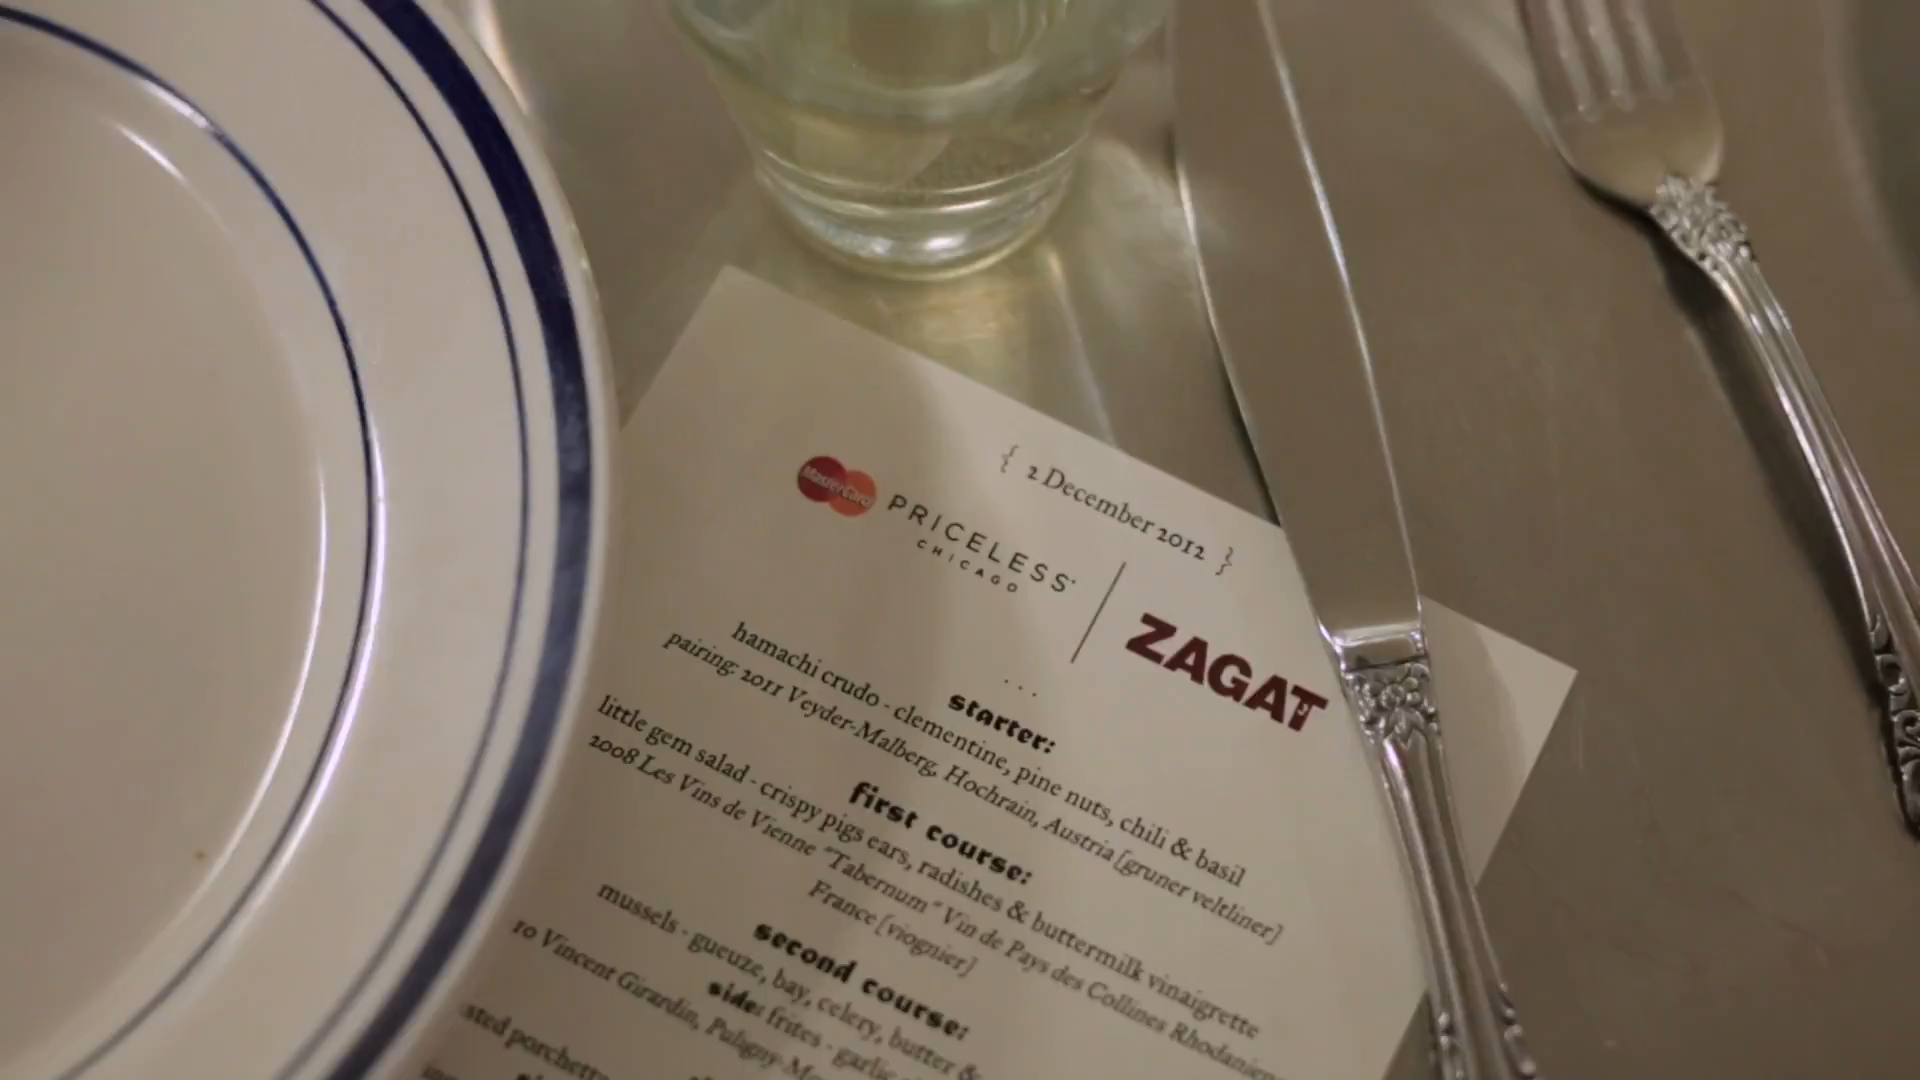 { 2 December 2012 }
MasterCard PRICELESS
CHICAGO
ZAGAT
...
starter:
hamachi crudo - clementine, pine nuts, chili & basil
pairing: 2011 Veyder-Malberg, Hochrain, Austria [gruner veltliner]
first course:
little gem salad - crispy pigs ears, radishes & buttermilk vinaigrette
2008 Les Vins de Vienne "Tabernum" Vin de Pays des Collines Rhodanien
France [viognier]
second course:
mussels - gueuze, bay, celery, butter &
side: frites - garlic
10 Vincent Girardin, Puligny-Mo
sted porchetta